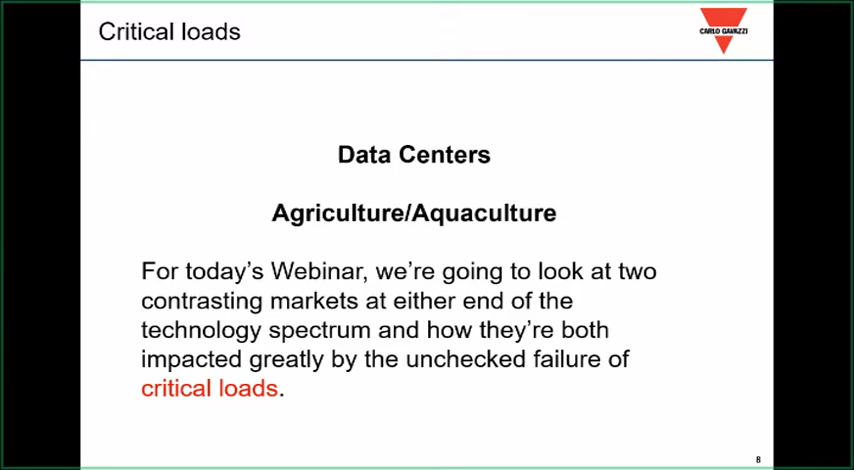 Critical loads
CARLO GAVAZZI
Data Centers
Agriculture/Aquaculture
For today's Webinar, we're going to look at two
contrasting markets at either end of the
technology spectrum and how they're both
impacted greatly by the unchecked failure of
critical loads.
8